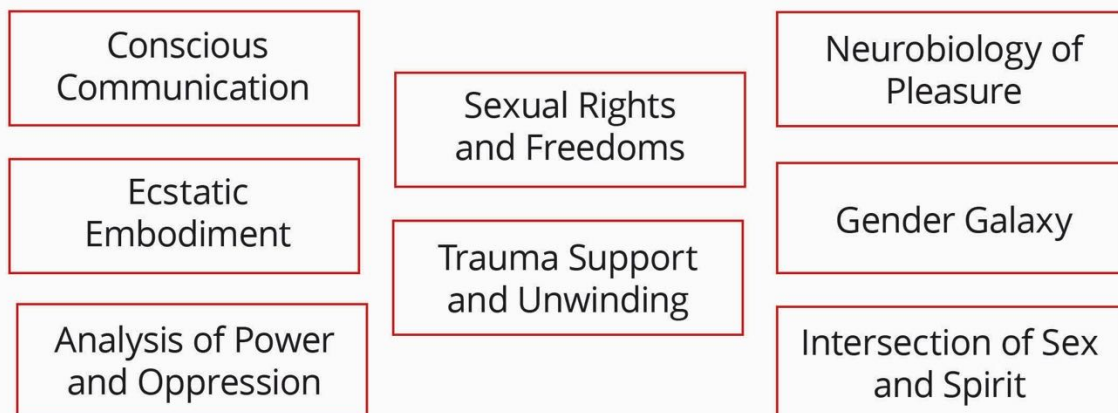 Conscious
Communication
Ecstatic
Embodiment
Analysis of Power
and Oppression
Sexual Rights
and Freedoms
Trauma Support
and Unwinding
Neurobiology of
Pleasure
Gender Galaxy
Intersection of Sex
and Spirit